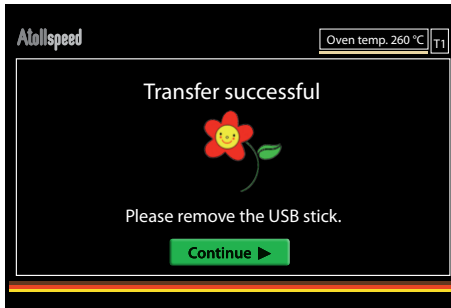 Atollspeed
Oven temp. 260 °C
T1
Transfer successful
Please remove the USB stick.
Continue ▶